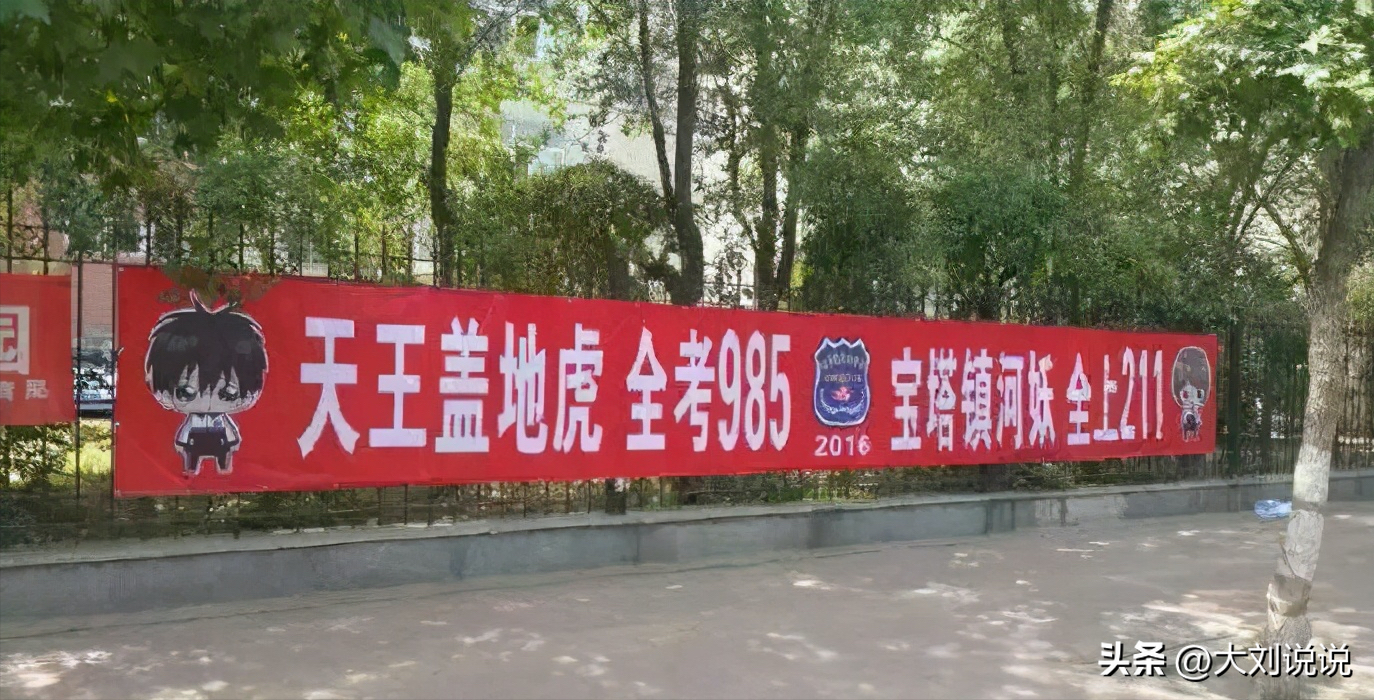 天王盖地虎 全考985
2016
宝塔镇河妖 全上211
园
头条 @大刘说说